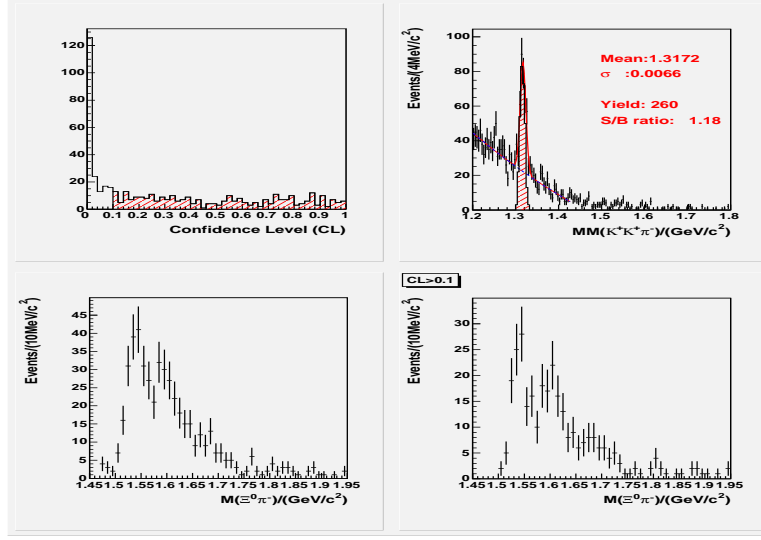 120
100
80
60
40
20
0
0 0.1 0.2 0.3 0.4 0.5 0.6 0.7 0.8 0.9 1
Confidence Level (CL)
Events/(4MeV/c²)
100
80
60
40
20
0
Mean:1.3172
σ :0.0066
Yield: 260
S/B ratio: 1.18
1.2 1.3 1.4 1.5 1.6 1.7 1.8
MM(K⁺K⁺π⁻)/(GeV/c²)
Events/(10MeV/c²)
45
40
35
30
25
20
15
10
5
0
1.45 1.5 1.55 1.6 1.65 1.7 1.75 1.8 1.85 1.9 1.95
M(Ξ⁰π⁻)/(GeV/c²)
CL>0.1
Events/(10MeV/c²)
30
25
20
15
10
5
0
1.45 1.5 1.55 1.6 1.65 1.7 1.75 1.8 1.85 1.9 1.95
M(Ξ⁰π⁻)/(GeV/c²)